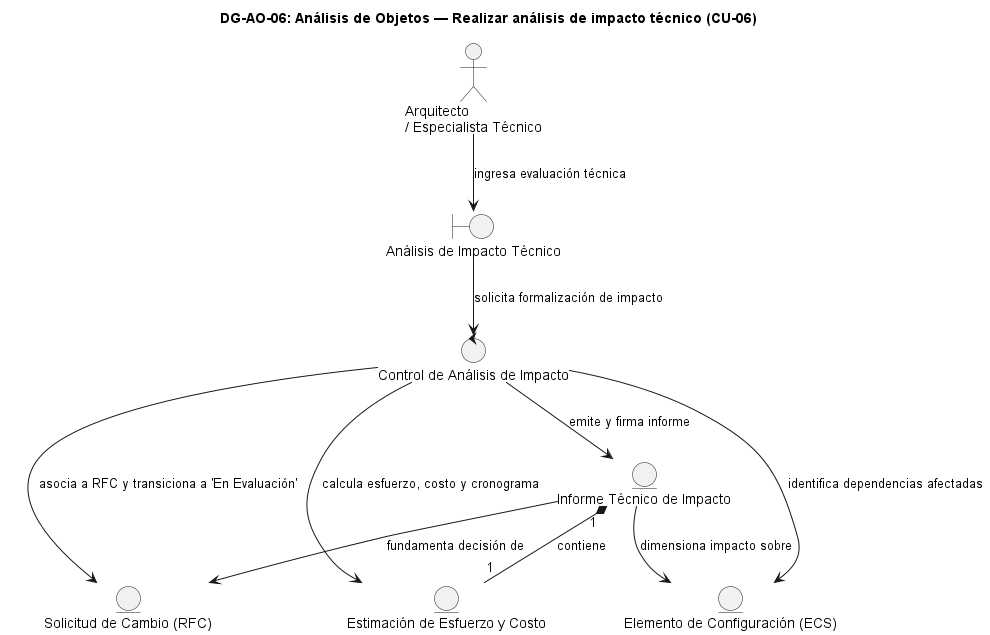 DG-AO-06: Análisis de Objetos — Realizar análisis de impacto técnico (CU-06)
Arquitecto
/ Especialista Técnico
ingresa evaluación técnica
Análisis de Impacto Técnico
solicita formalización de impacto
Control de Análisis de Impacto
emite y firma informe
asocia a RFC y transiciona a 'En Evaluación'
calcula esfuerzo, costo y cronograma
identifica dependencias afectadas
Informe Técnico de Impacto
1
fundamenta decisión de
contiene
dimensiona impacto sobre
1
Solicitud de Cambio (RFC)
Estimación de Esfuerzo y Costo
Elemento de Configuración (ECS)